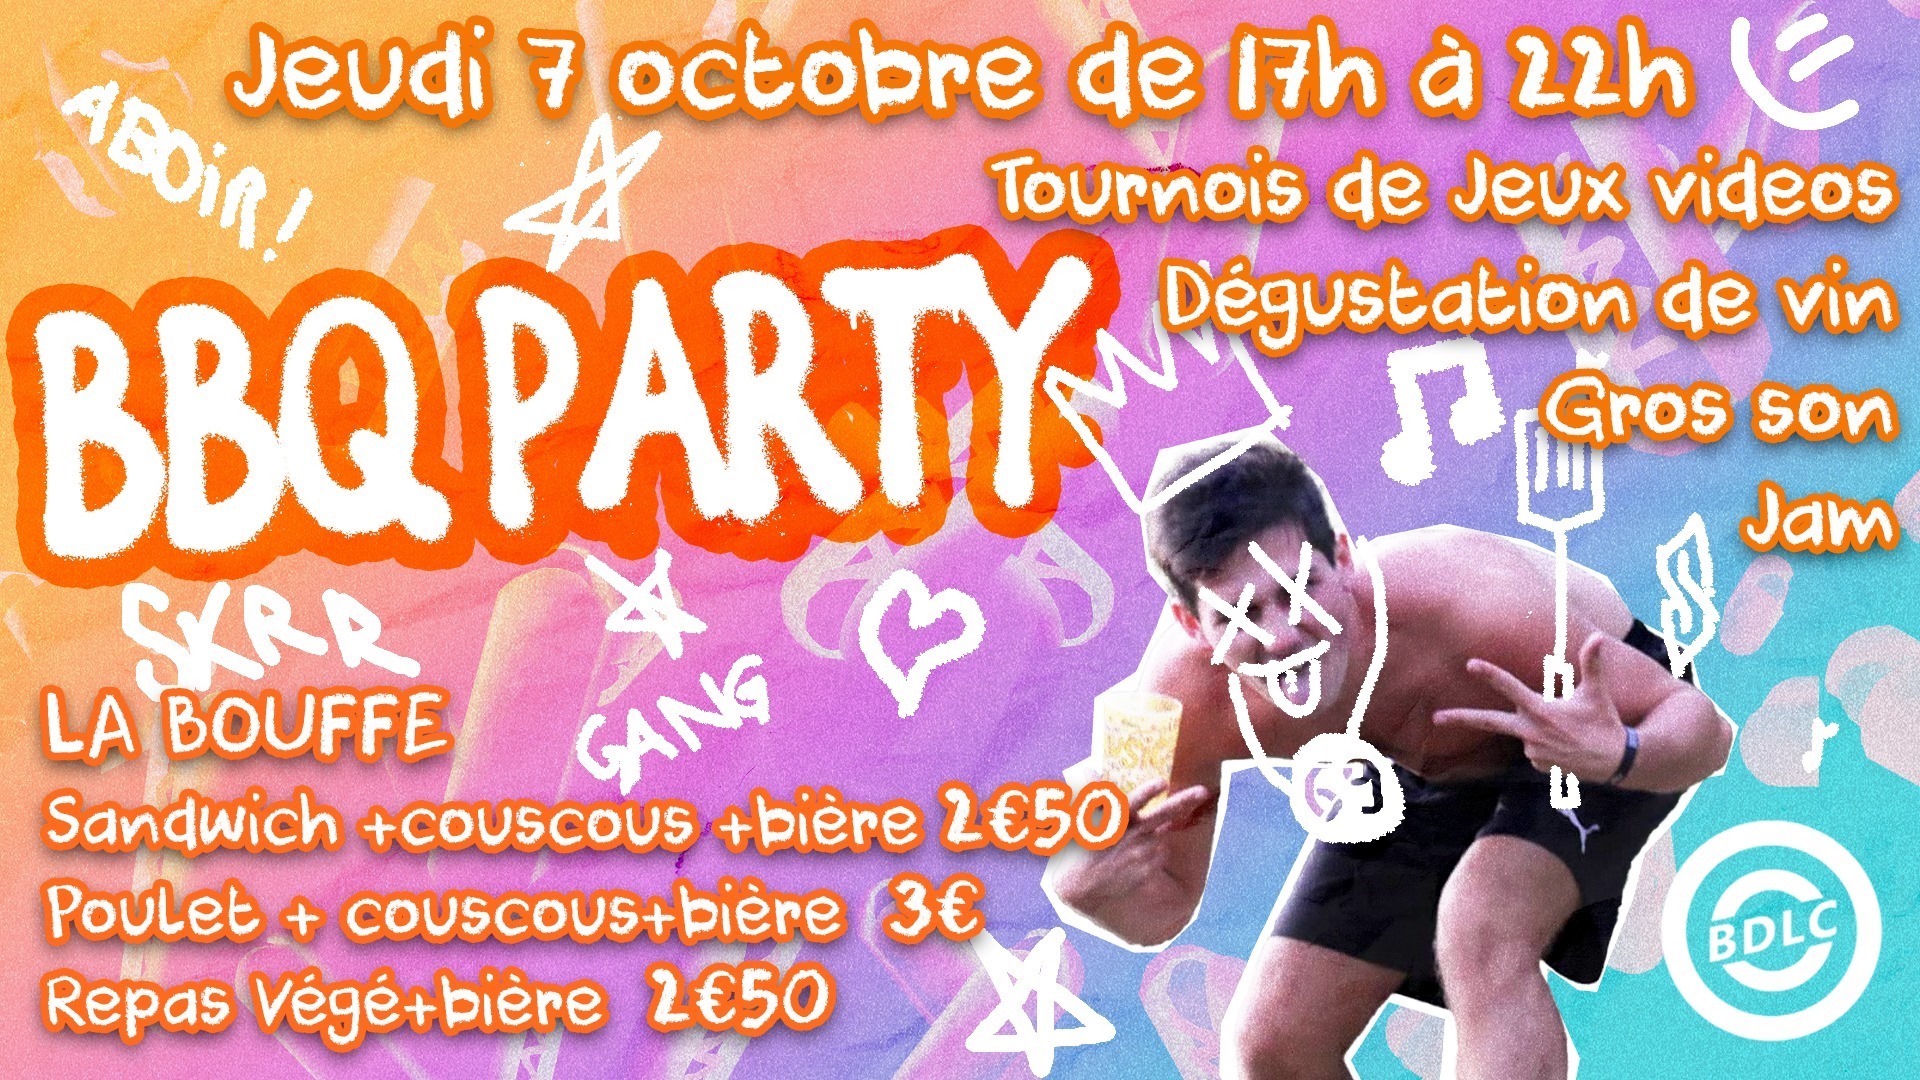 Jeudi 7 octobre de 17h à 22h
ABOIR!
Tournois de Jeux videos
Dégustation de vin
Gros son
Jam
BBQ PARTY
SKRR
GANG
LA BOUFFE
Sandwich +couscous +bière 2€50
Poulet + couscous+bière 3€
Repas Végé+bière 2€50
BDLC